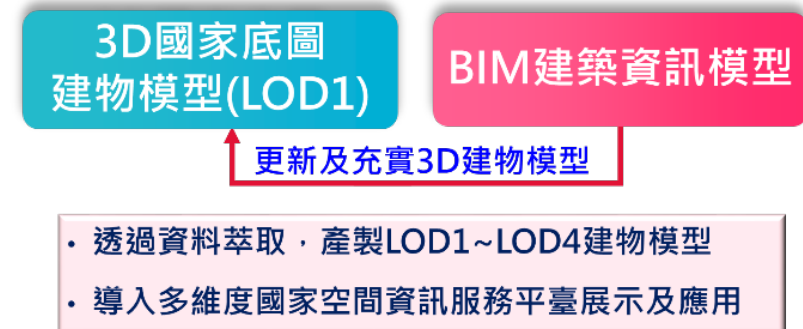 3D國家底圖
建物模型(LOD1)
BIM建築資訊模型
更新及充實3D建物模型
• 透過資料萃取，產製LOD1~LOD4建物模型
• 導入多維度國家空間資訊服務平臺展示及應用